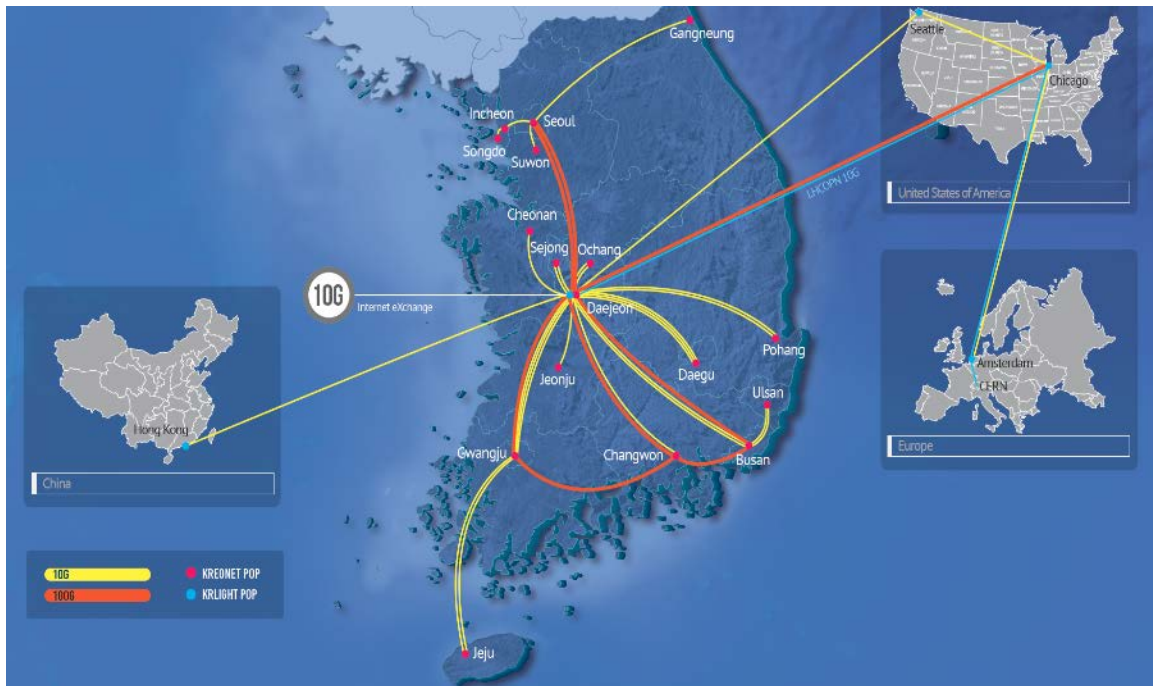 Gangneung
Seattle
Chicago
Incheon
Seoul
Songdo
Suwon
LHCOPN 10G
United States of America
Cheonan
Sejong
Ochang
10G
Internet eXchange
Daejeon
Pohang
Jeonju
Daegu
Ulsan
Amsterdam
CERN
Hong Kong
Gwangju
Changwon
Busan
Europe
China
10G
KREONET POP
100G
KRLIGHT POP
Jeju